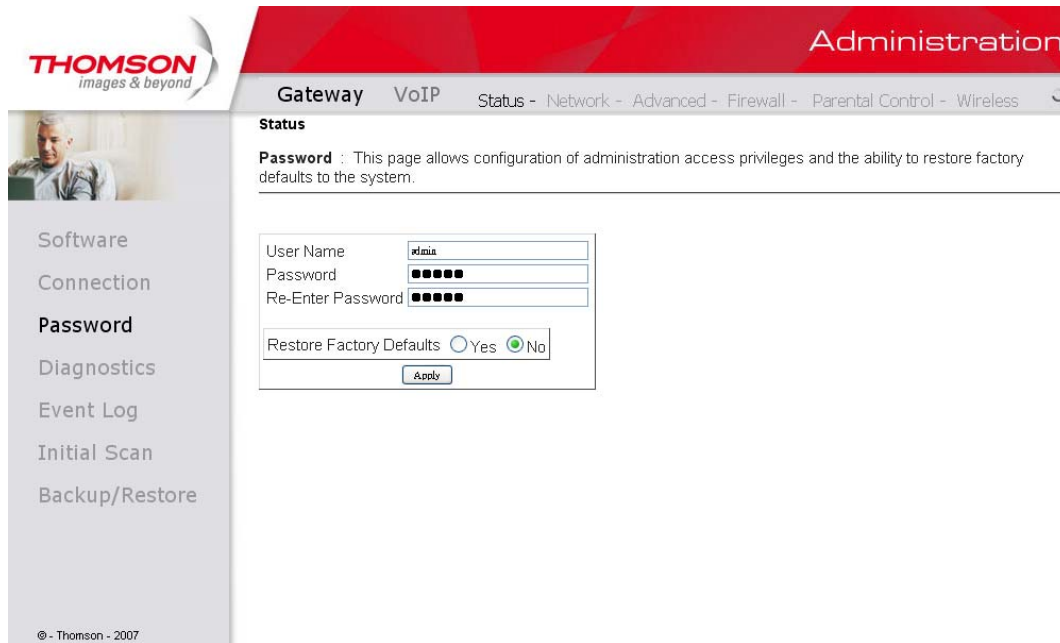 THOMSON
images & beyond
Administration
Gateway VoIP Status - Network - Advanced - Firewall - Parental Control - Wireless
Status
Password : This page allows configuration of administration access privileges and the ability to restore factory
defaults to the system.
Software
Connection
Password
Diagnostics
Event Log
Initial Scan
Backup/Restore
User Name admin
Password
Re-Enter Password
Restore Factory Defaults Yes No
Apply
© - Thomson - 2007